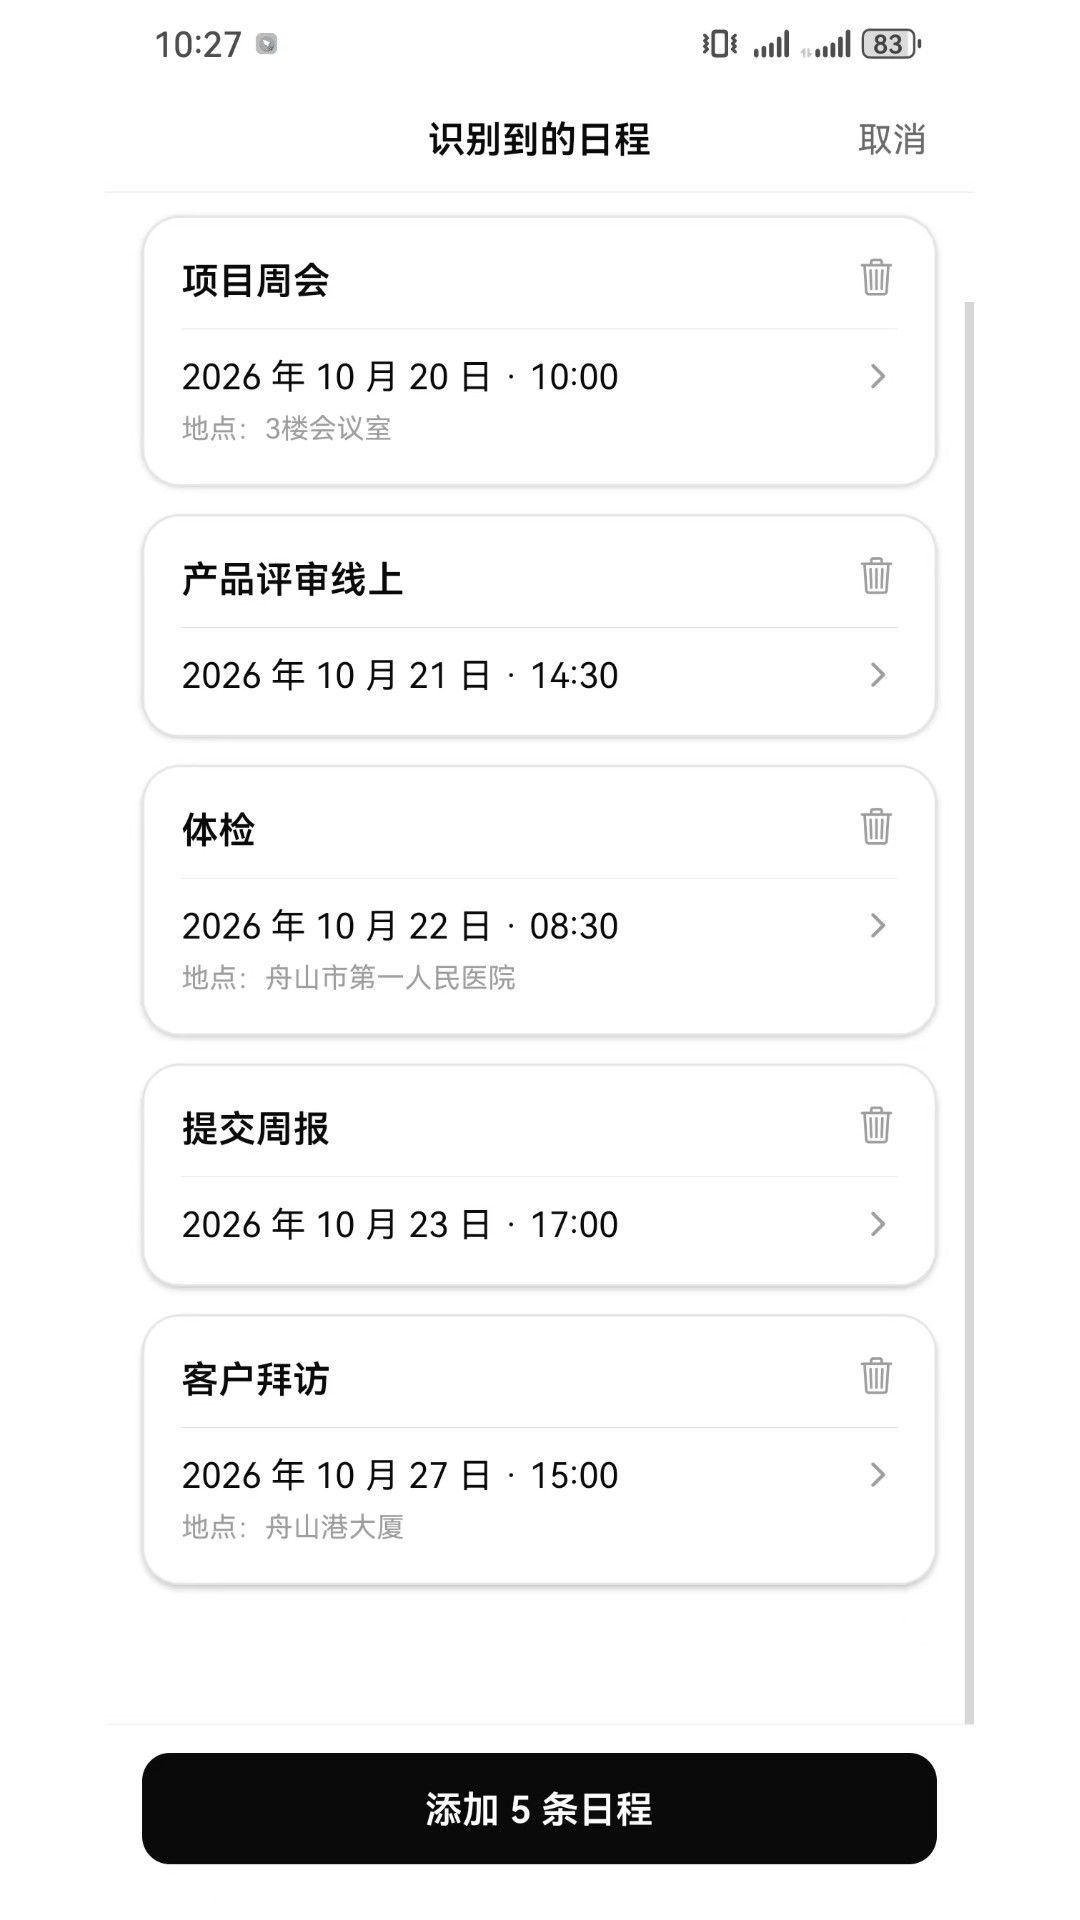 10:27
83
识别到的日程
取消
项目周会
2026 年 10 月 20 日 · 10:00
地点：3楼会议室
产品评审线上
2026 年 10 月 21 日 · 14:30
体检
2026 年 10 月 22 日 · 08:30
地点：舟山市第一人民医院
提交周报
2026 年 10 月 23 日 · 17:00
客户拜访
2026 年 10 月 27 日 · 15:00
地点：舟山港大厦
添加 5 条日程